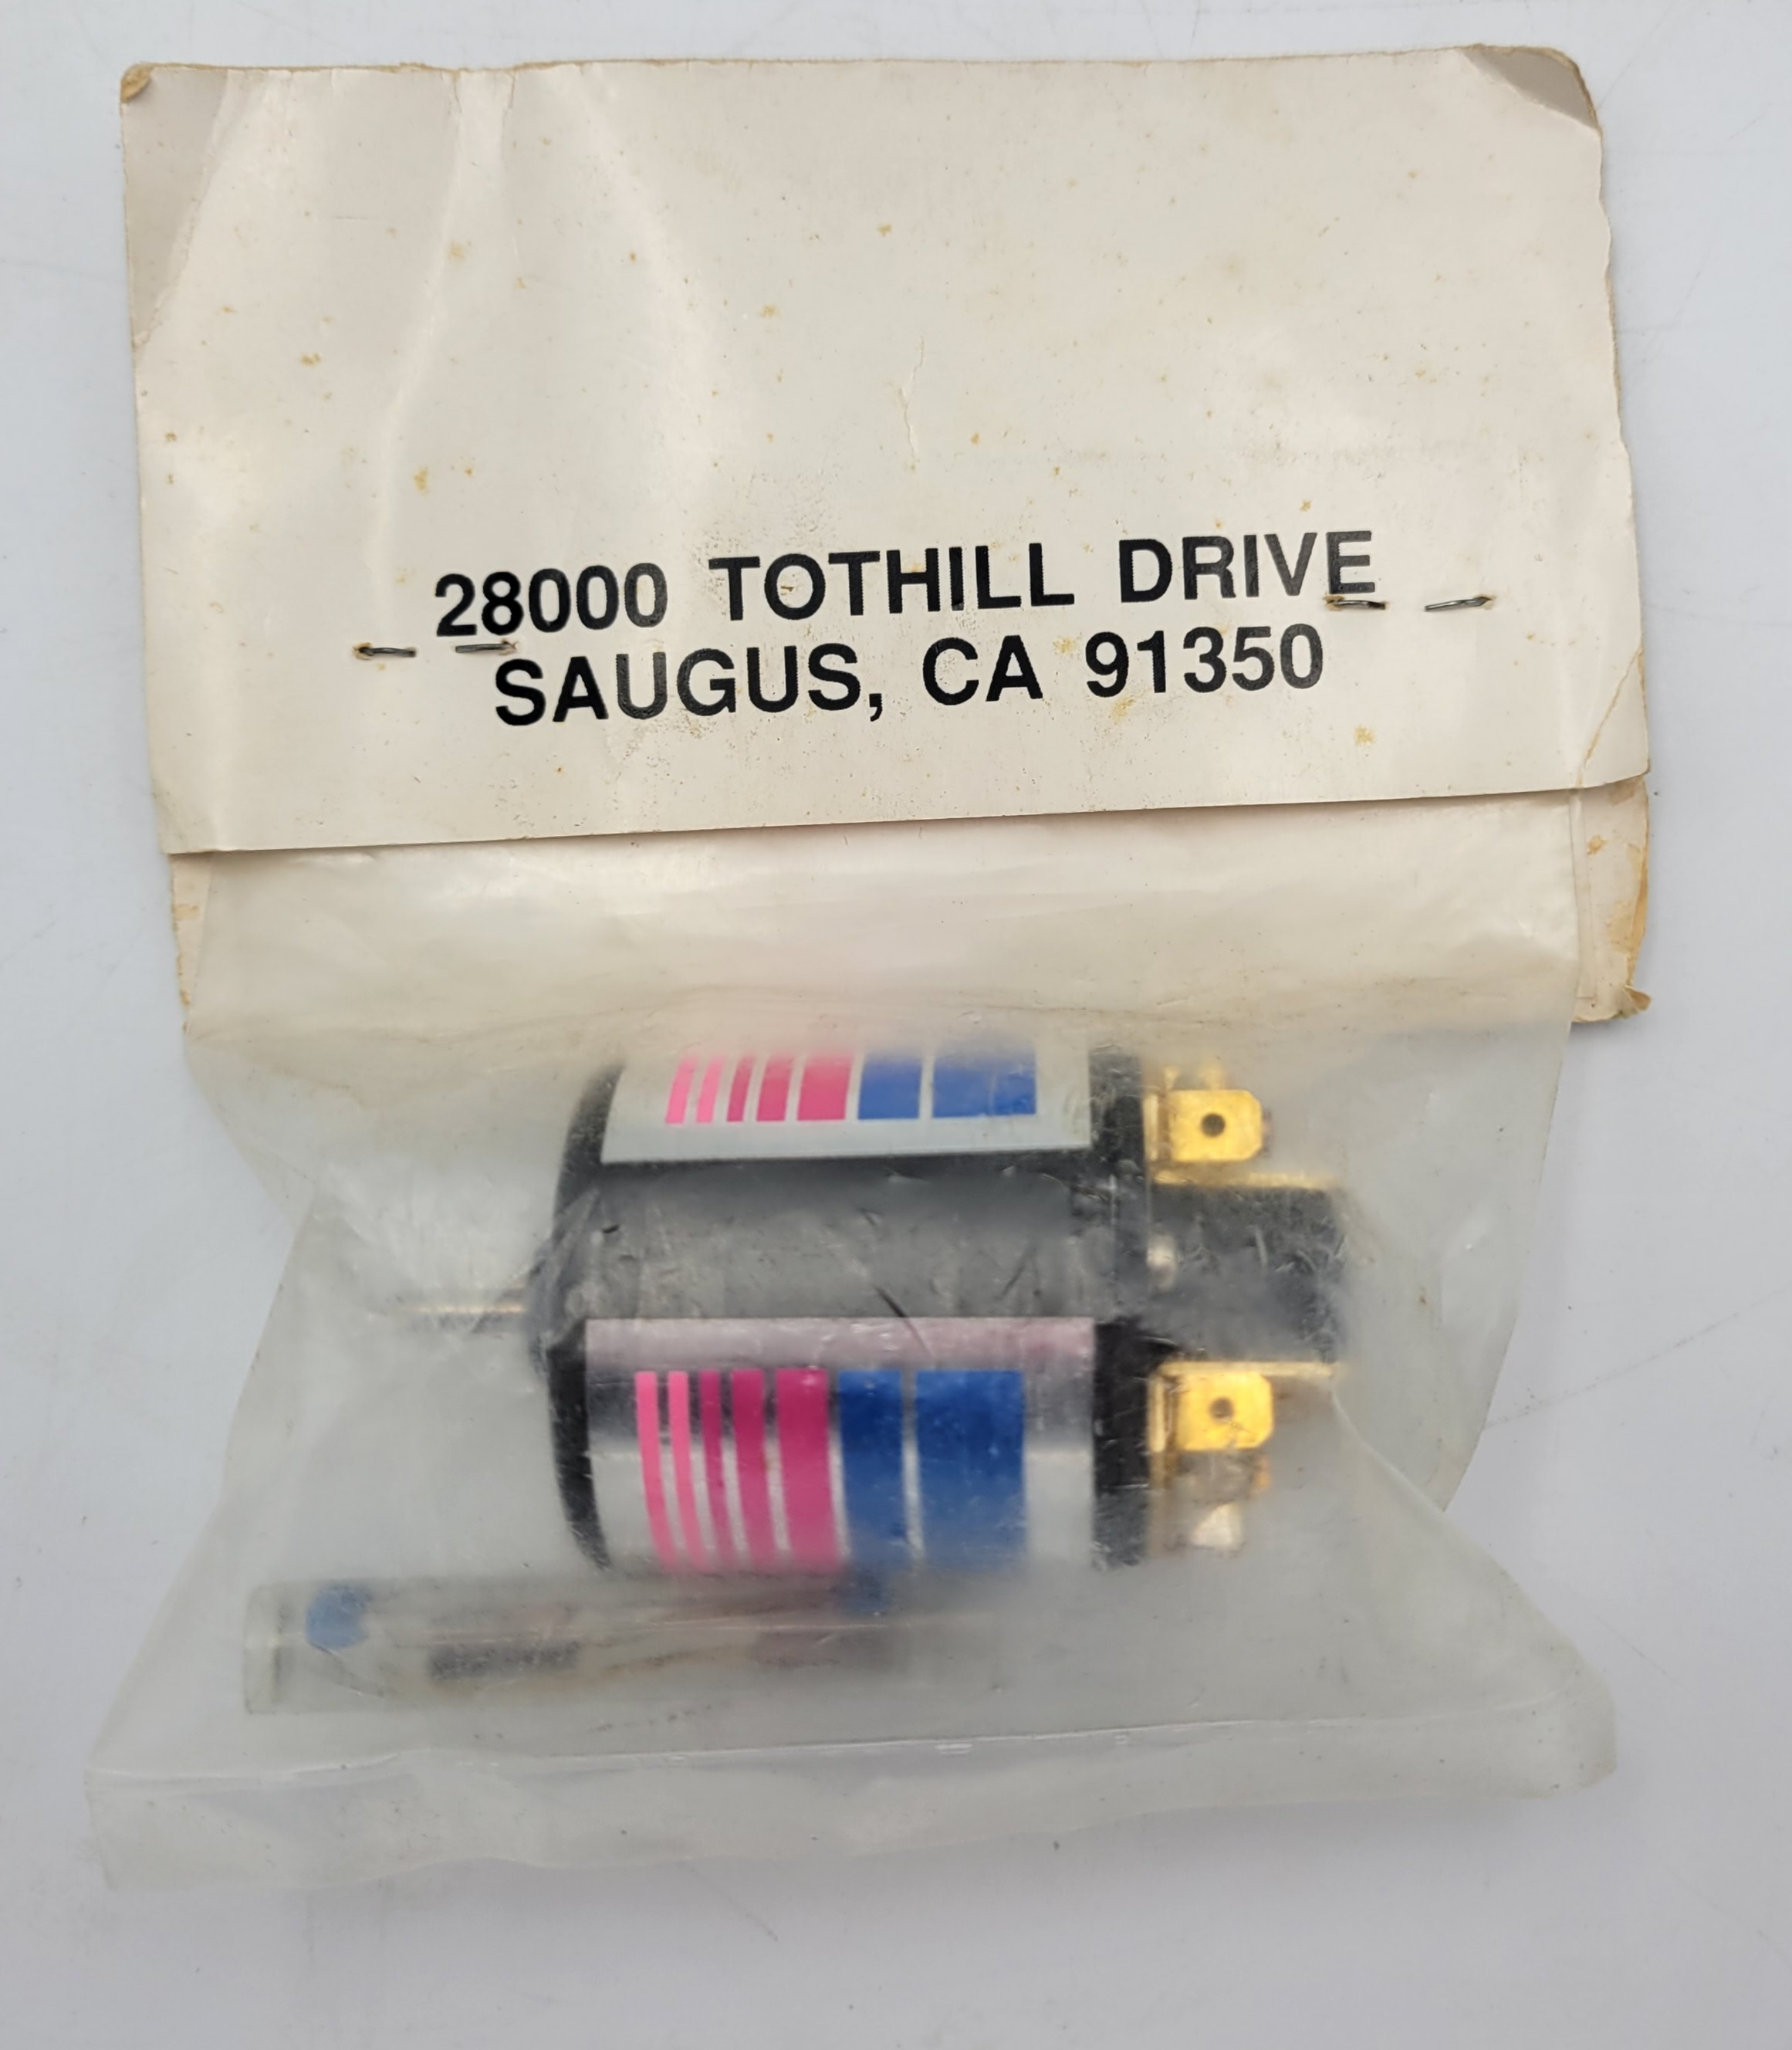 28000 TOTHILL DRIVE
SAUGUS, CA 91350